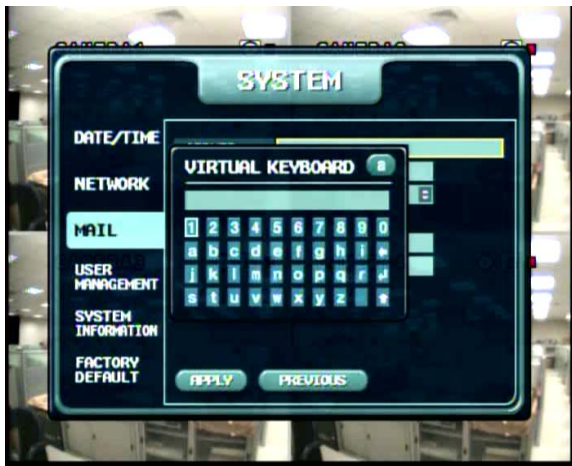 SYSTEM
DATE/TIME
NETWORK
MAIL
USER
MANAGEMENT
SYSTEM
INFORMATION
FACTORY
DEFAULT
VIRTUAL KEYBOARD a
1 2 3 4 5 6 7 8 9 0
a b c d e f g h i ←
j k l m n o p q r ↵
s t u v w x y z ↑
APPLY PREVIOUS